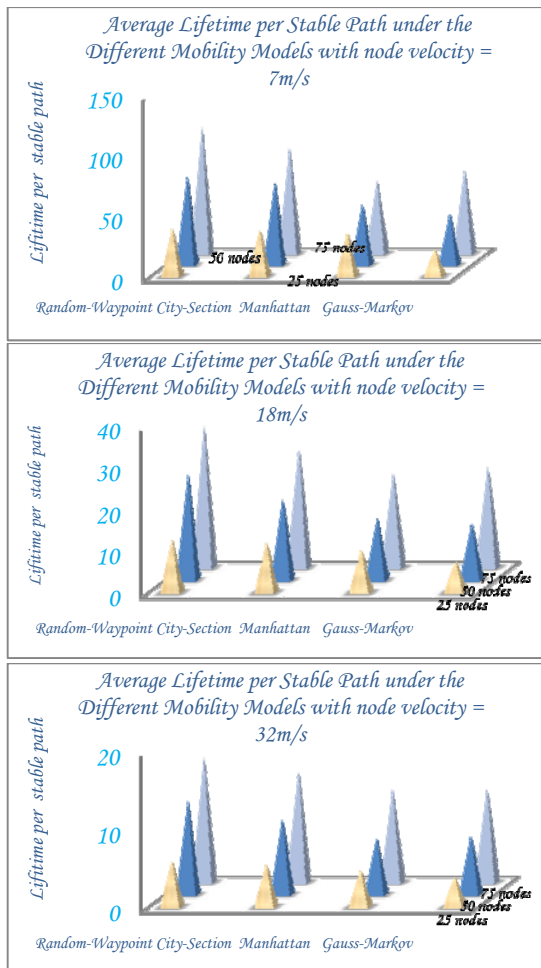 Average Lifetime per Stable Path under the
Different Mobility Models with node velocity =
7m/s
Lifitime per stable path
150
100
50
0
75 nodes
50 nodes
25 nodes
Random-Waypoint City-Section Manhattan Gauss-Markov
Average Lifetime per Stable Path under the
Different Mobility Models with node velocity =
18m/s
Lifetime per stable path
40
30
20
10
0
75 nodes
50 nodes
25 nodes
Random-Waypoint City-Section Manhattan Gauss-Markov
Average Lifetime per Stable Path under the
Different Mobility Models with node velocity =
32m/s
Lifetime per stable path
20
10
0
75 nodes
50 nodes
25 nodes
Random-Waypoint City-Section Manhattan Gauss-Markov